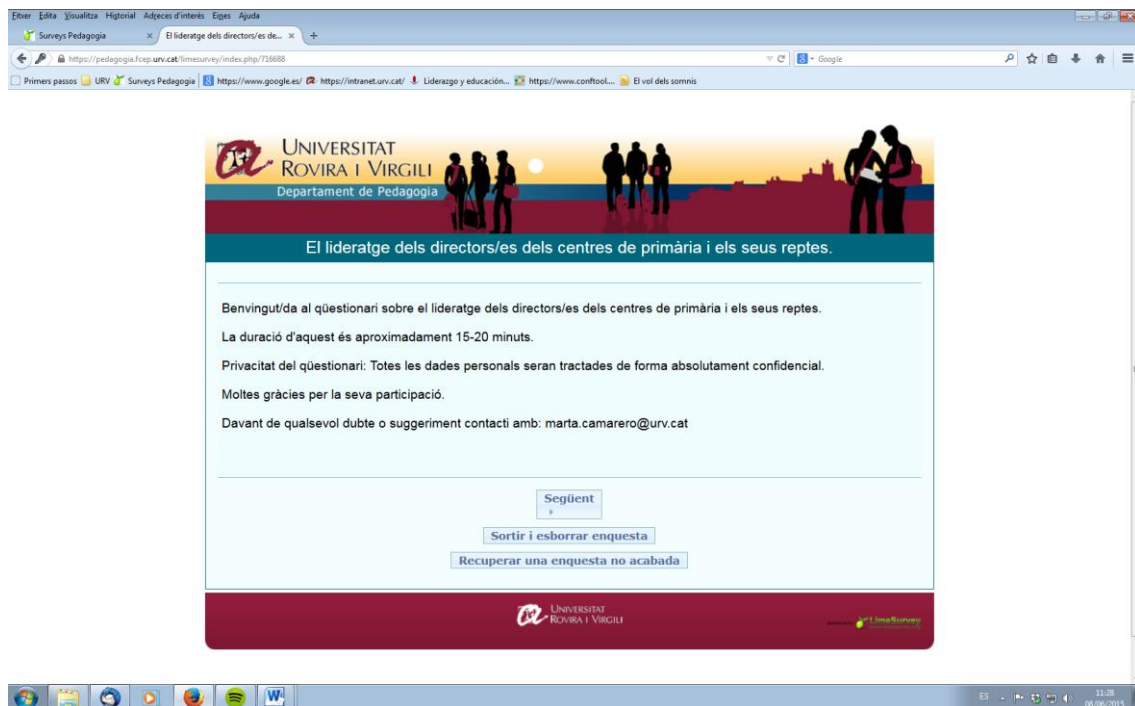 Fitxer Edita Visualitza Historial Adreces d'interès Eines Ajuda
Surveys Pedagogia × El lideratge dels directors/es de... × +
https://pedagogia.fcep.urv.cat/limesurvey/index.php/716688 Google
Primers passos URV Surveys Pedagogia https://www.google.es/ https://intranet.urv.cat/ Liderazgo y educación... https://www.conftool... El vol dels somnis
UNIVERSITAT
ROVIRA I VIRGILI
Departament de Pedagogia
El lideratge dels directors/es dels centres de primària i els seus reptes.
Benvingut/da al qüestionari sobre el lideratge dels directors/es dels centres de primària i els seus reptes.
La duració d'aquest és aproximadament 15-20 minuts.
Privacitat del qüestionari: Totes les dades personals seran tractades de forma absolutament confidencial.
Moltes gràcies per la seva participació.
Davant de qualsevol dubte o suggeriment contacti amb: marta.camarero@urv.cat
Següent
Sortir i esborrar enquesta
Recuperar una enquesta no acabada
UNIVERSITAT
ROVIRA I VIRGILI
LimeSurvey
ES 11:28
08/06/2015